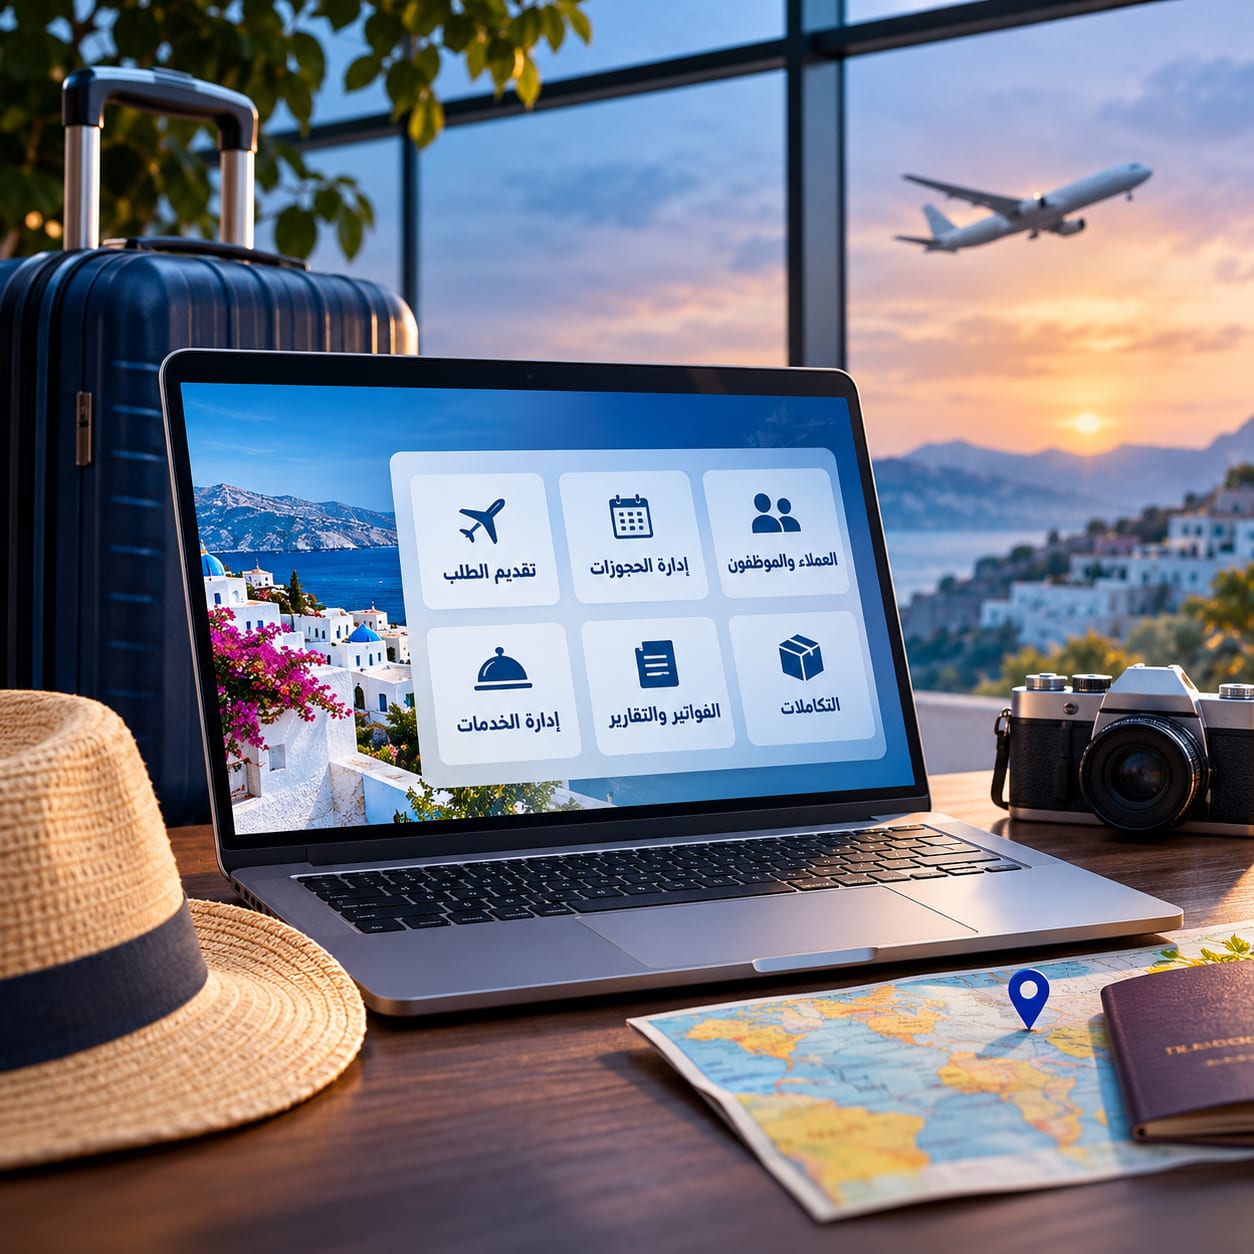 العملاء والموظفون
إدارة الحجوزات
تقديم الطلب
التكاملات
الفواتير والتقارير
إدارة الخدمات